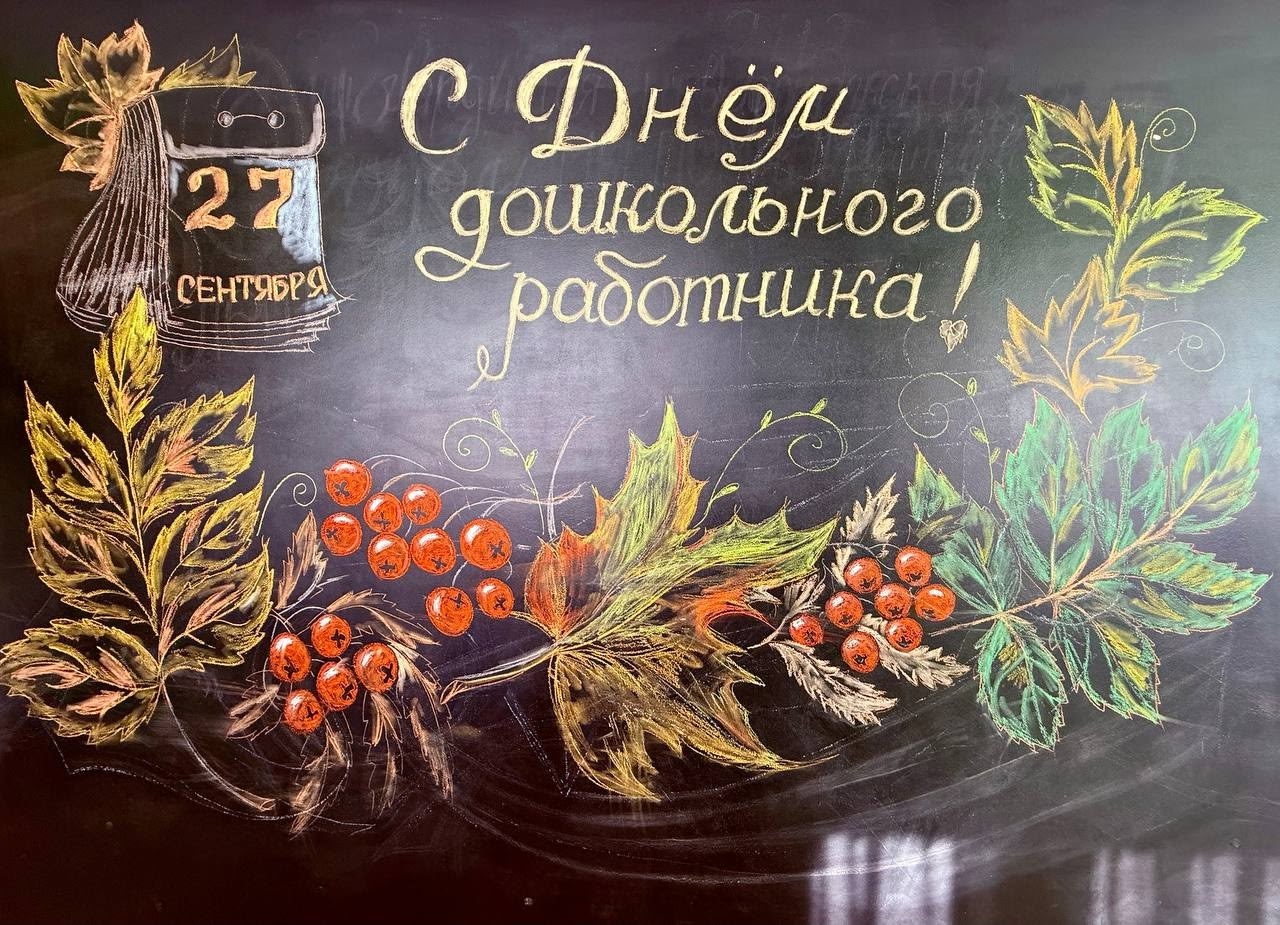 27
СЕНТЯБРЯ
С Днём
дошкольного
работника!